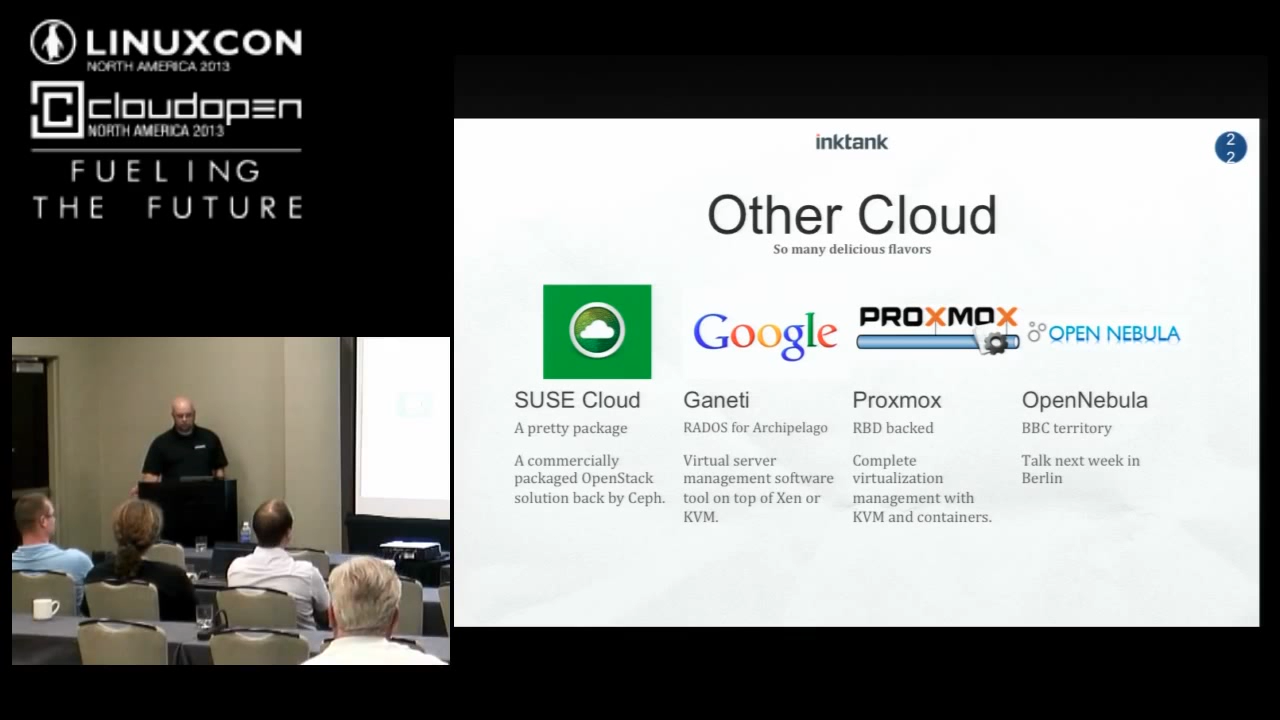 LINUXCON
NORTH AMERICA 2013
cloudopen
NORTH AMERICA 2013
FUELING
THE FUTURE
inktank
2
2
Other Cloud
So many delicious flavors
Google
PROXMOX
OPEN NEBULA
SUSE Cloud
A pretty package
A commercially
packaged OpenStack
solution back by Ceph.
Ganeti
RADOS for Archipelago
Virtual server
management software
tool on top of Xen or
KVM.
Proxmox
RBD backed
Complete
virtualization
management with
KVM and containers.
OpenNebula
BBC territory
Talk next week in
Berlin